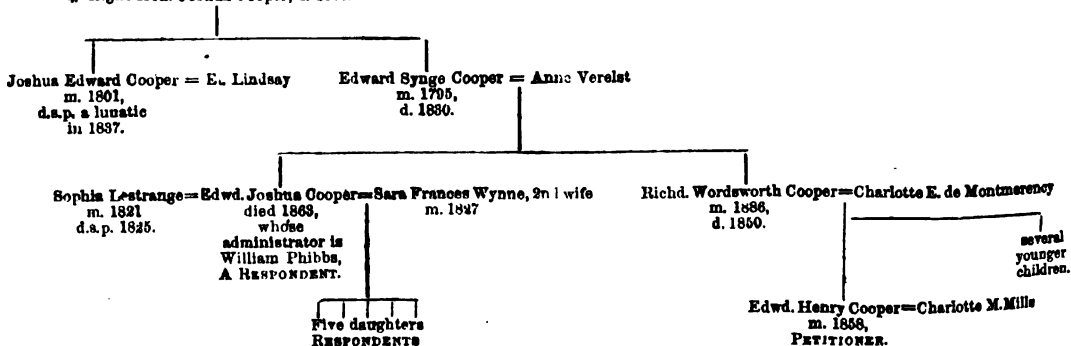 Joshua Edward Cooper = E. Lindsay
m. 1801,
d.s.p. a lunatic
in 1837.
Edward Synge Cooper = Anne Verelst
m. 1795,
d. 1830.
Sophia Lestrange=Edwd. Joshua Cooper=Sara Frances Wynne, 2nd wife
m. 1821
d.s.p. 1825.
died 1863,
whose
administrator is
William Phibbs,
A RESPONDENT.
m. 1827
Richd. Wordsworth Cooper=Charlotte E. de Montmerency
m. 1836,
d. 1850.
several
younger
children.
Five daughters
RESPONDENTS
Edwd. Henry Cooper=Charlotte M. Mills
m. 1858,
PETITIONER.